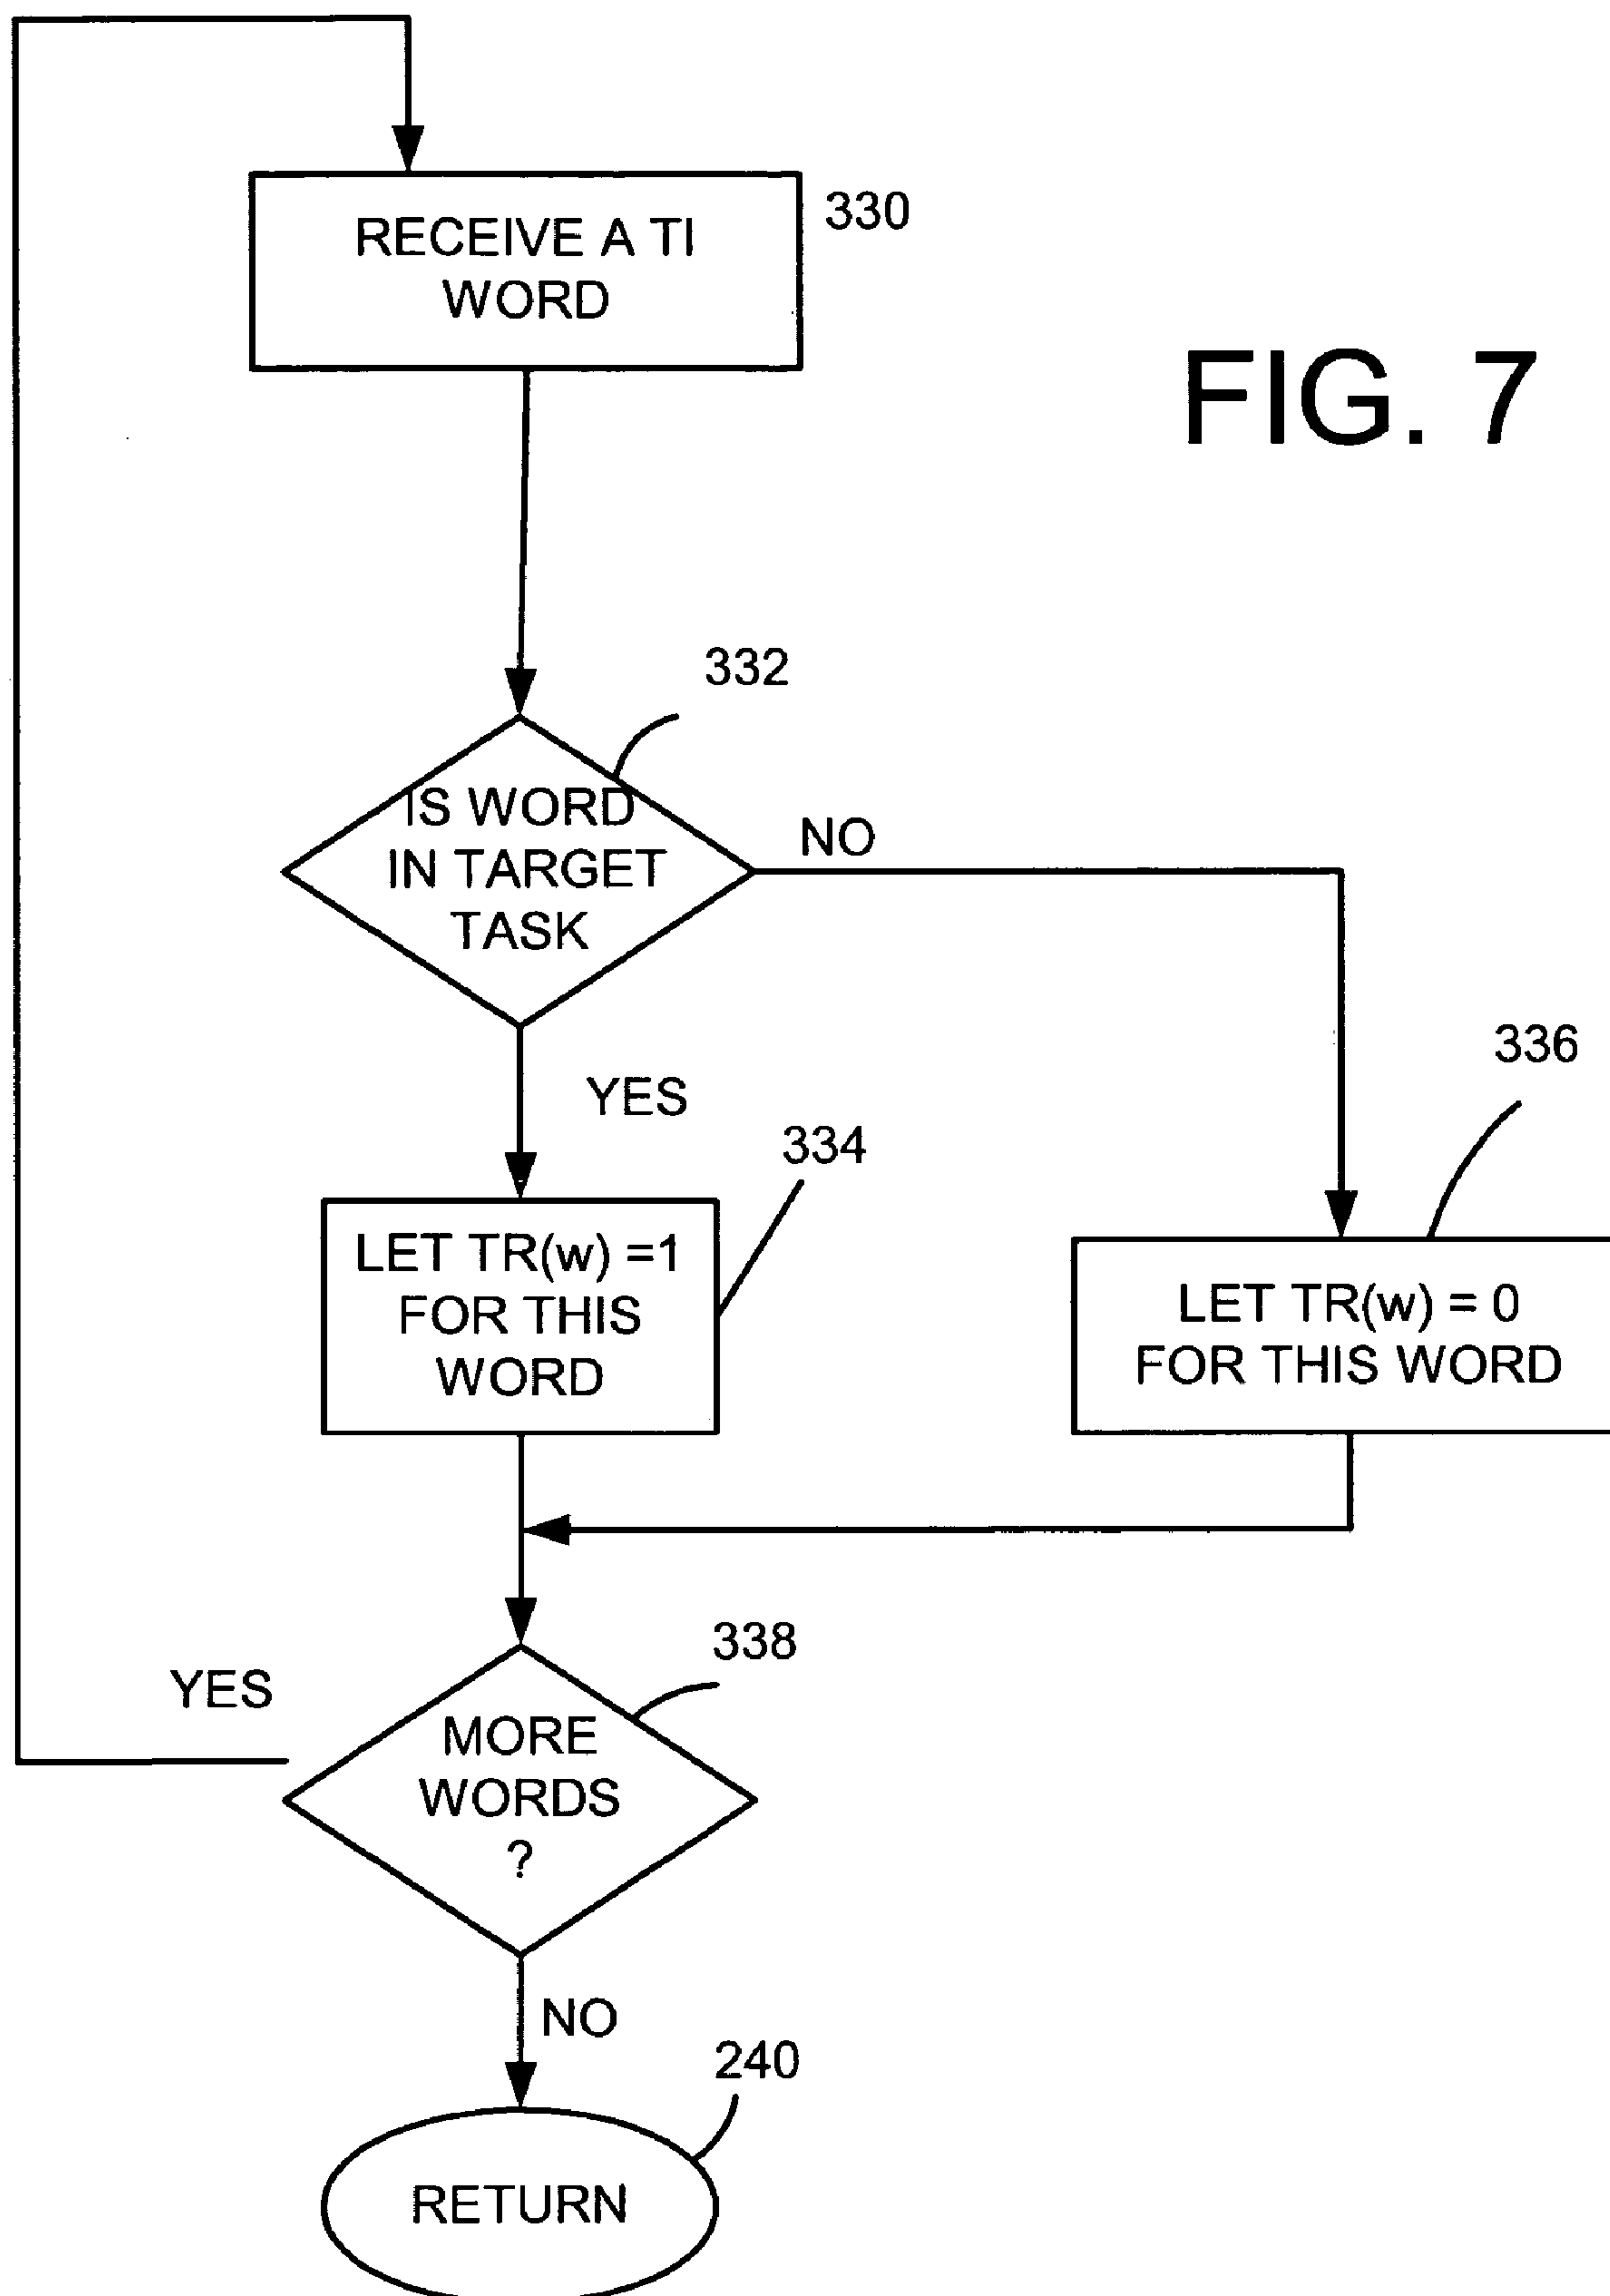 RECEIVE A TI
WORD
330
FIG. 7
332
IS WORD
IN TARGET
TASK
NO
YES
334
336
LET TR(w) =1
FOR THIS
WORD
LET TR(w) = 0
FOR THIS WORD
338
YES
MORE
WORDS
?
NO
240
RETURN